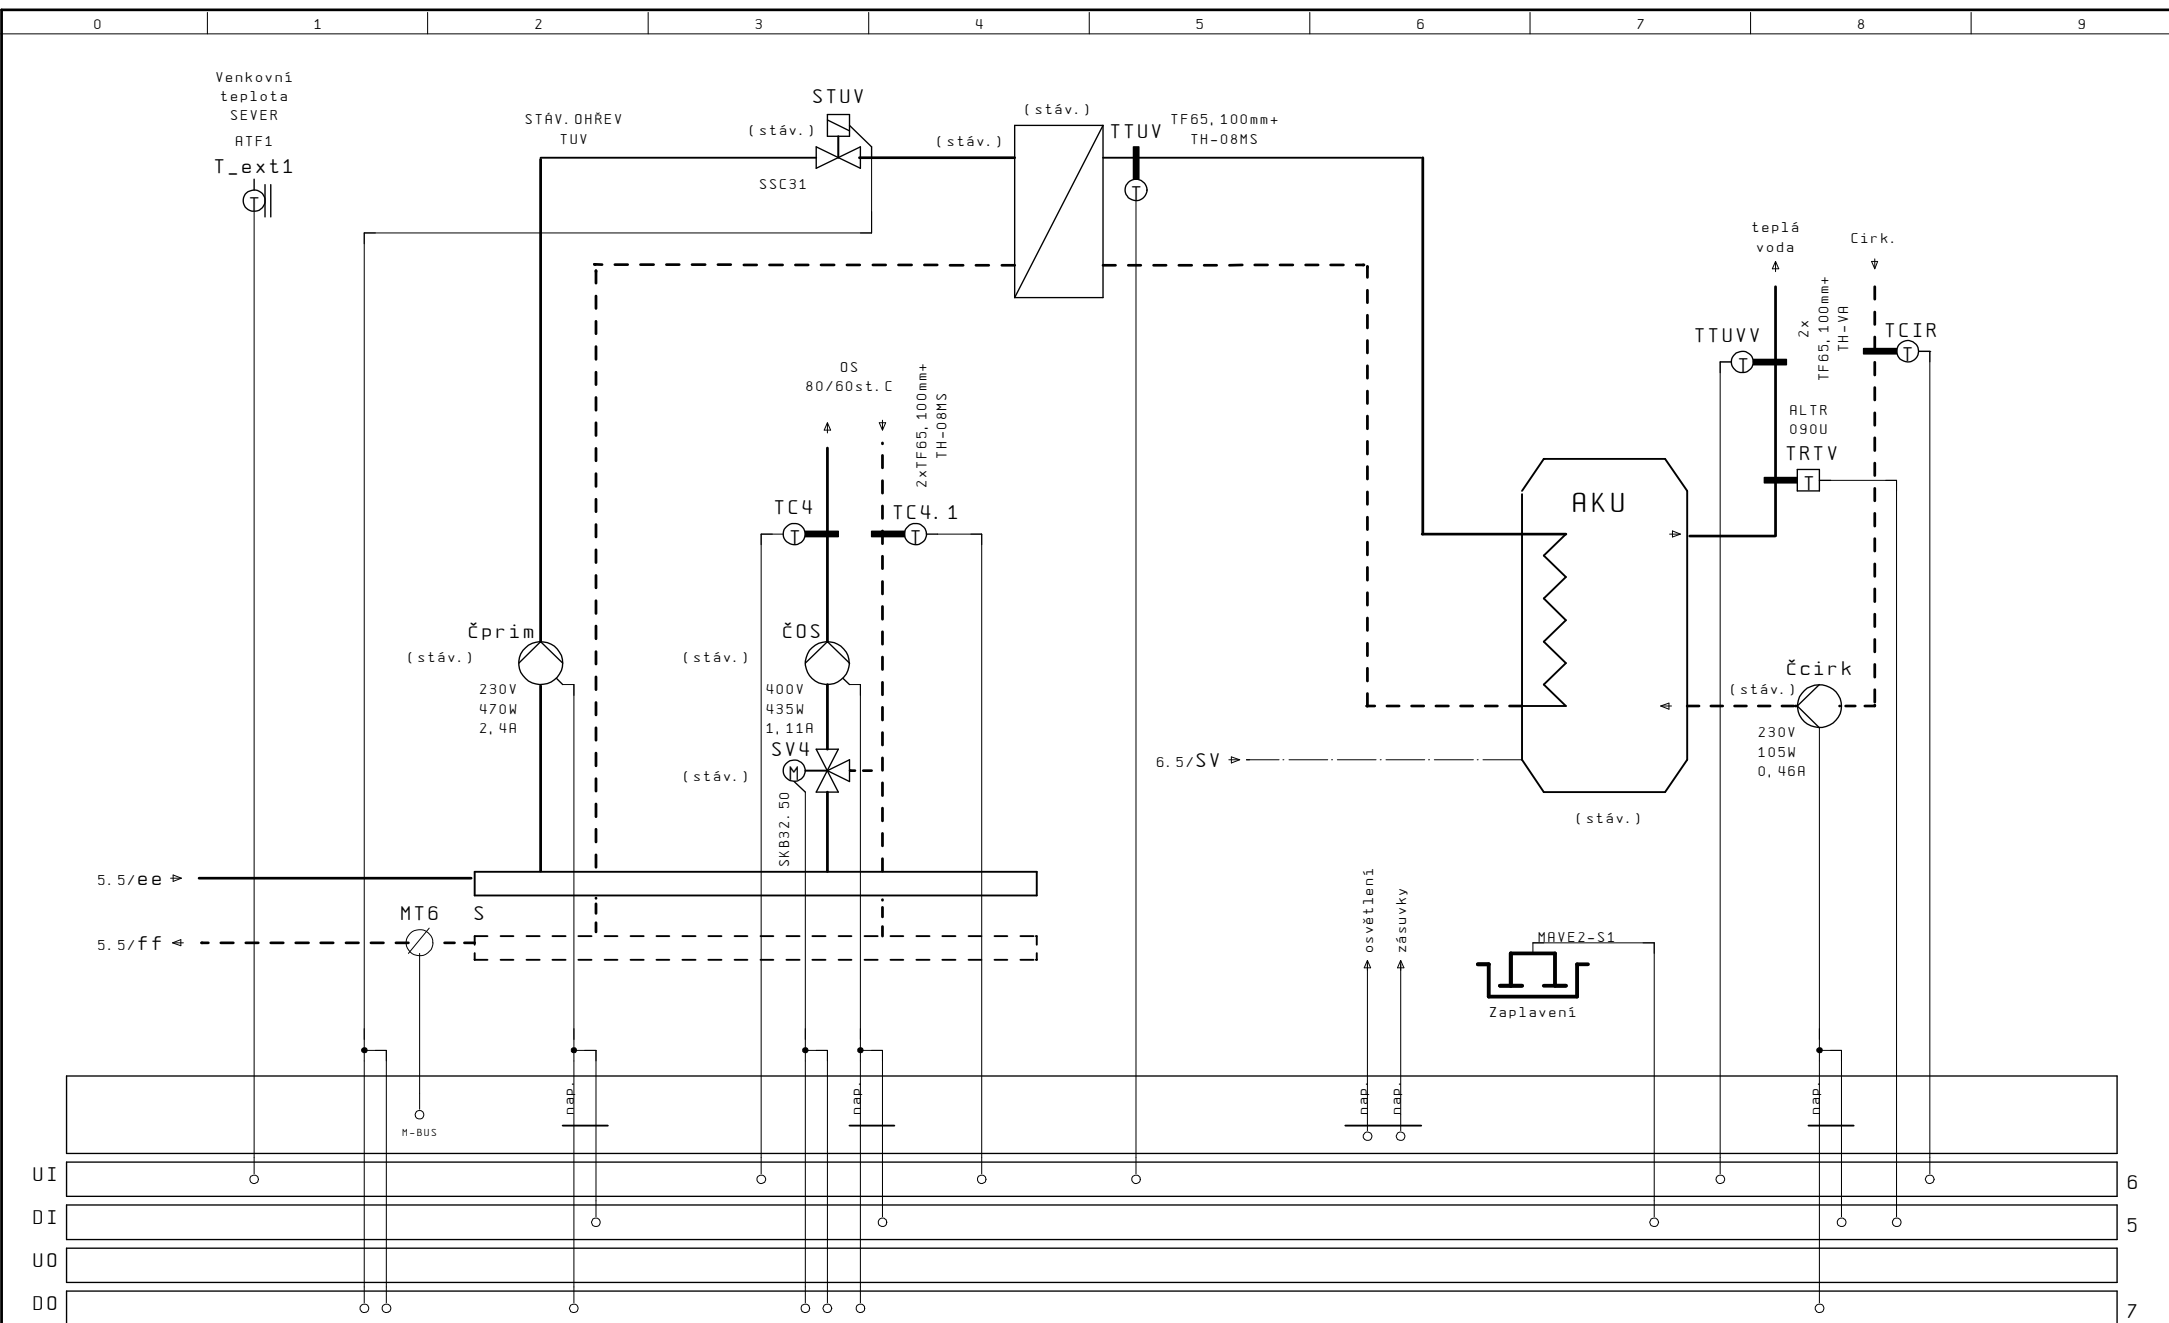 0 1 2 3 4 5 6 7 8 9
Venkovní
teplota
SEVER
ATF1
T_ext1
STÁV.OHŘEV
TUV
STUV
(stáv.)
SSC31
(stáv.)
(stáv.)
TTUV
TF65,100mm+
TH-08MS
teplá
voda
Cirk.
2x
TF65,100mm+
TH-VA
TTUVV
TCIR
ALTR
090U
TRTV
OS
80/60st.C
2xTF65,100mm+
TH-08MS
TC4
TC4.1
AKU
Čprim
(stáv.)
230V
470W
2,4A
ČOS
(stáv.)
400V
435W
1,11A
SV4
(stáv.)
SKB32.50
Čcirk
(stáv.)
230V
105W
0,46A
6.5/SV
(stáv.)
5.5/ee
MT6
S
5.5/ff
osvětlení
zásuvky
MAVE2-S1
Zaplavení
nap.
nap.
nap.
nap.
nap.
M-BUS
UI
6
DI
5
UO
DO
7
T
T
T
T
T
T
T
M